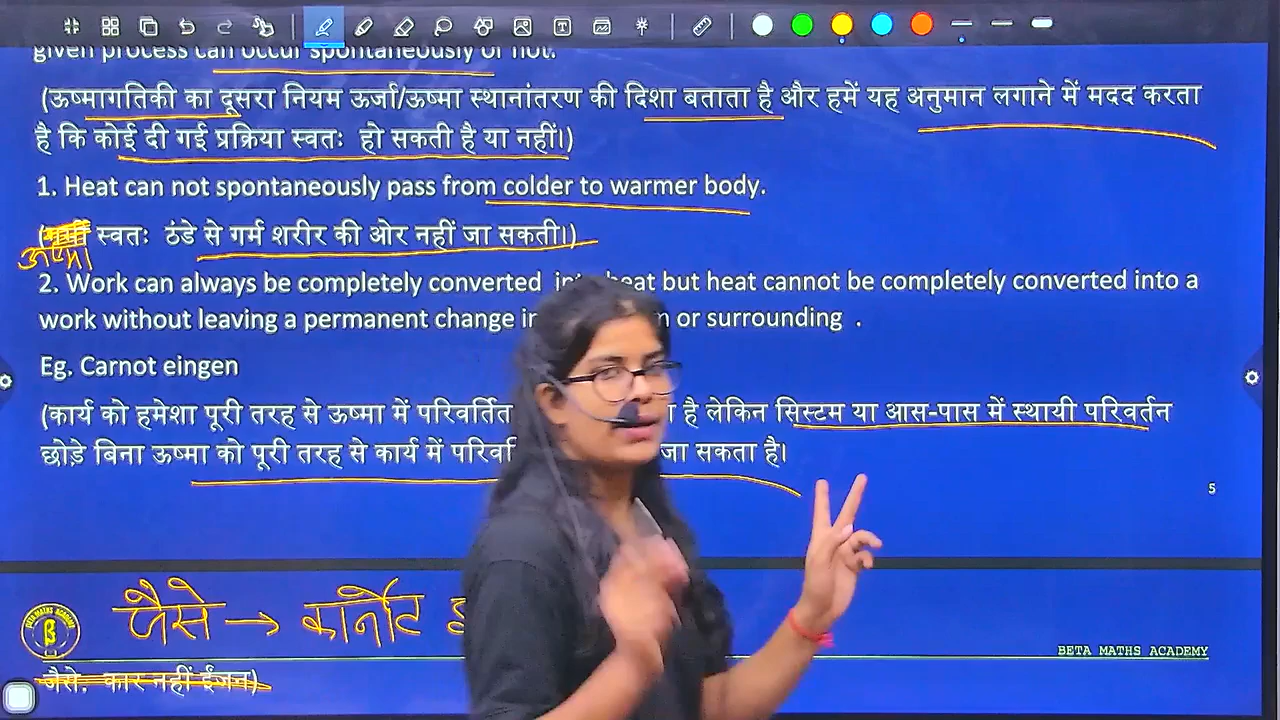 given process can occur spontaneously or not.
(ऊष्मागतिकी का दूसरा नियम ऊर्जा/ऊष्मा स्थानांतरण की दिशा बताता है और हमें यह अनुमान लगाने में मदद करता
है कि कोई दी गई प्रक्रिया स्वतः हो सकती है या नहीं।)
1. Heat can not spontaneously pass from colder to warmer body.
स्वतः ठंडे से गर्म शरीर की ओर नहीं जा सकती।)
ऊष्मा
2. Work can always be completely converted heat but heat cannot be completely converted into a
work without leaving a permanent change in or surrounding .
Eg. Carnot eingen
(कार्य को हमेशा पूरी तरह से ऊष्मा में परिवर्तित है लेकिन सिस्टम या आस-पास में स्थायी परिवर्तन
छोड़े बिना ऊष्मा को पूरी तरह से कार्य में जा सकता है।
5
जैसे → कार्नोट
BETA MATHS ACADEMY
BETA MATHS ACADEMY
जैसे. कार नहीं ईंजन)